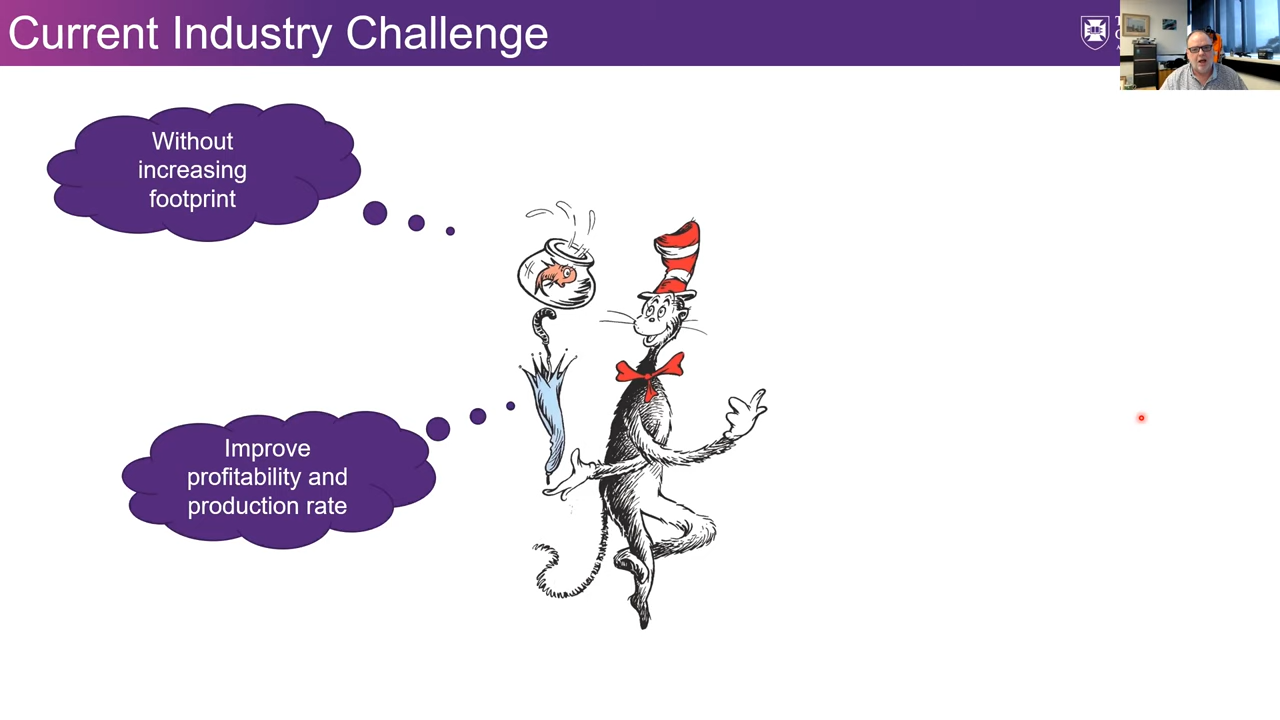 Current Industry Challenge
Without
increasing
footprint
Improve
profitability and
production rate